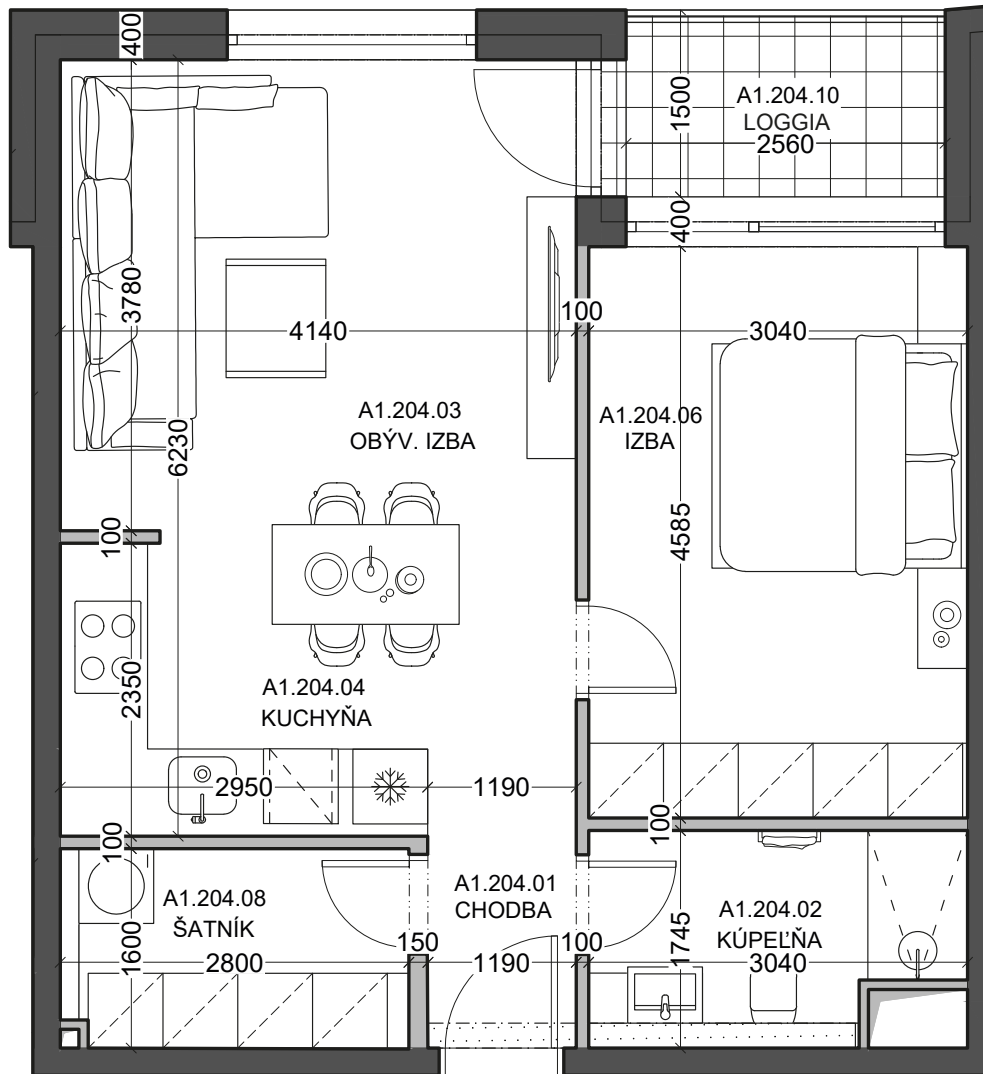 400
1500
A1.204.10
LOGGIA
2560
400
3780
4140
100
3040
6230
A1.204.03
OBÝV. IZBA
A1.204.06
IZBA
4585
100
2350
A1.204.04
KUCHYŇA
2950
1190
100
100
A1.204.08
ŠATNÍK
1600
2800
150
A1.204.01
CHODBA
1190
100
A1.204.02
KÚPEĽŇA
1745
3040